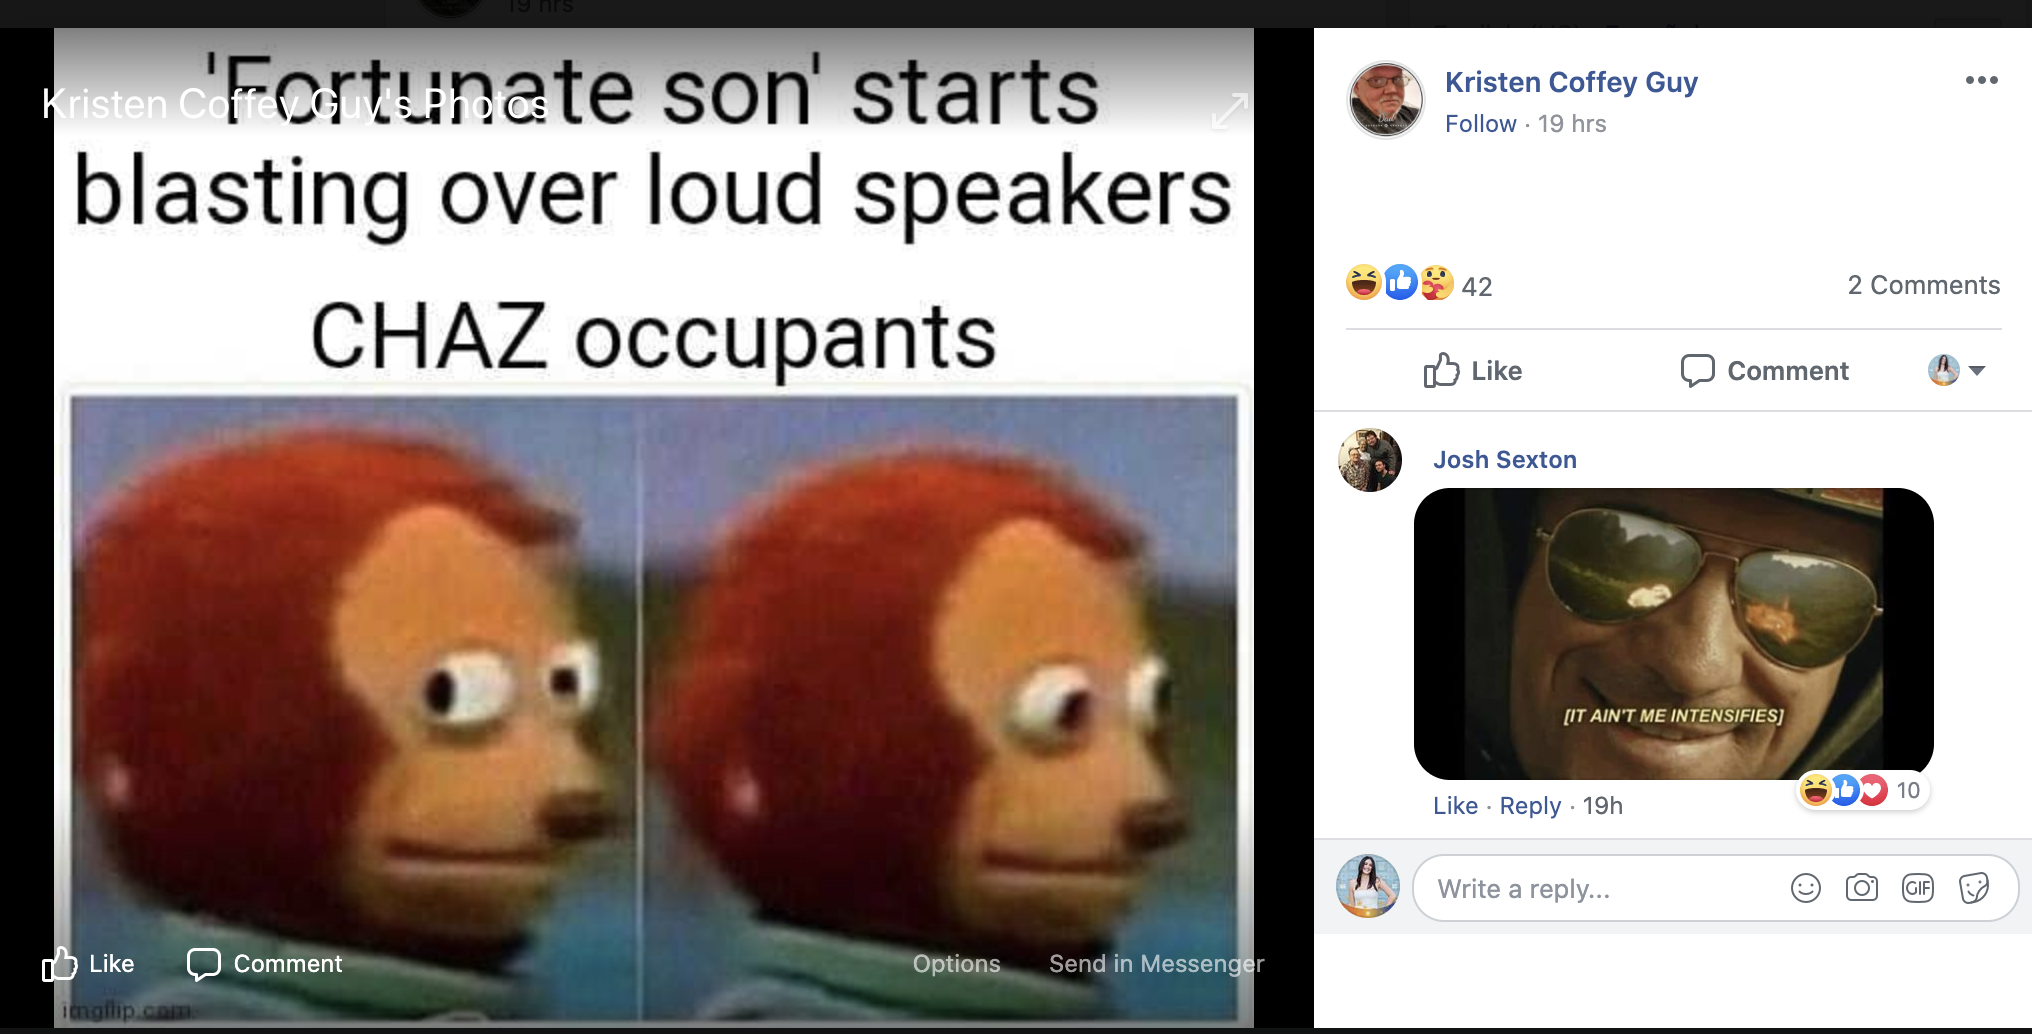 19 hrs
'Fortunate son' starts
Kristen Coffey Guy's Photos
blasting over loud speakers
CHAZ occupants
Like
Comment
Options
Send in Messenger
imgflip.com
Kristen Coffey Guy
Follow · 19 hrs
42
2 Comments
Like
Comment
Josh Sexton
[IT AIN'T ME INTENSIFIES]
10
Like · Reply · 19h
Write a reply...
GIF